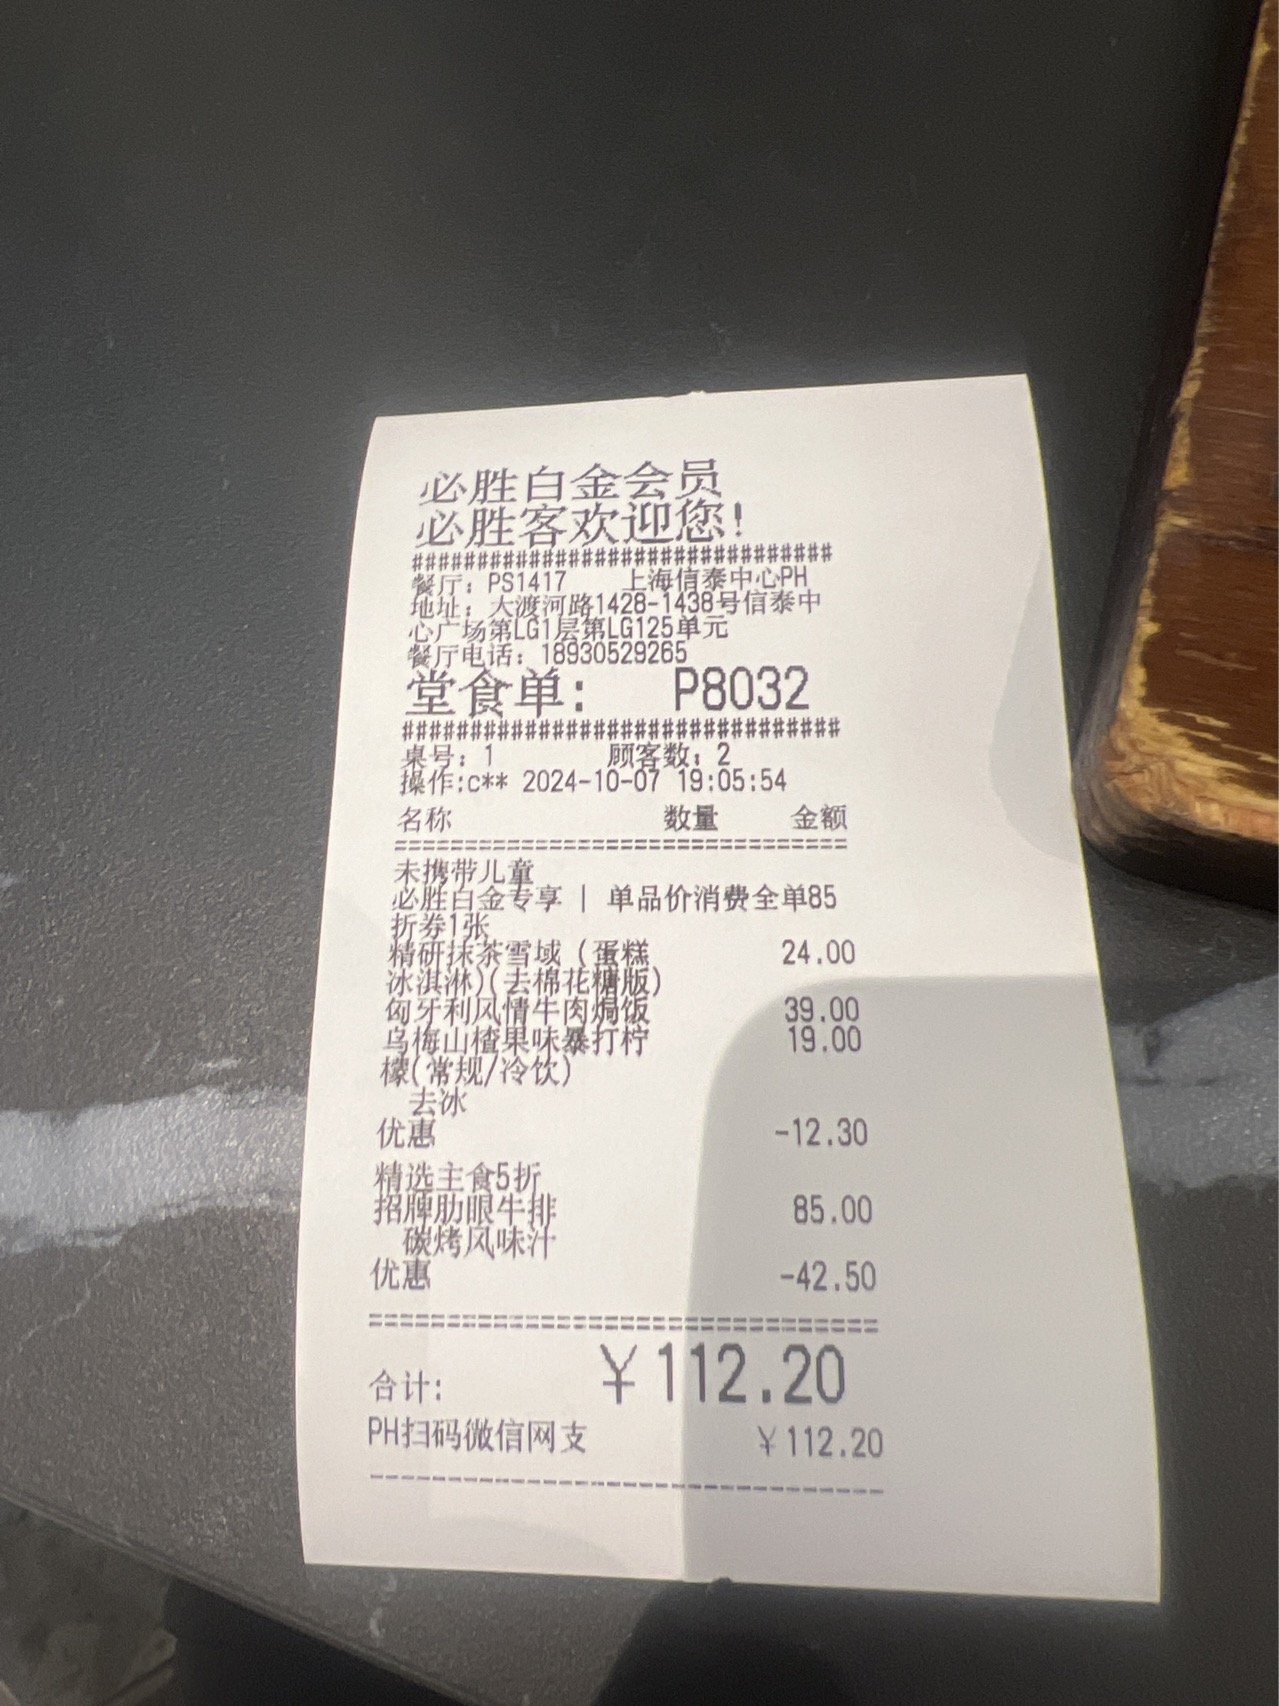 必胜白金会员
必胜客欢迎您!
################################
餐厅: PS1417 上海信泰中心PH
地址: 大渡河路1428-1438号信泰中
心广场第LG1层第LG125单元
餐厅电话: 18930529265
堂食单: P8032
################################
桌号: 1 顾客数: 2
操作:c** 2024-10-07 19:05:54
名称 数量 金额
================================
未携带儿童
必胜白金专享 | 单品价消费全单85
折券1张
精研抹茶雪域(蛋糕 24.00
冰淇淋)(去棉花糖版)
匈牙利风情牛肉焗饭 39.00
乌梅山楂果味暴打柠 19.00
檬(常规/冷饮)
去冰
优惠 -12.30
精选主食5折
招牌肋眼牛排 85.00
碳烤风味汁
优惠 -42.50
================================
合计: ￥112.20
PH扫码微信网支 ￥112.20
--------------------------------